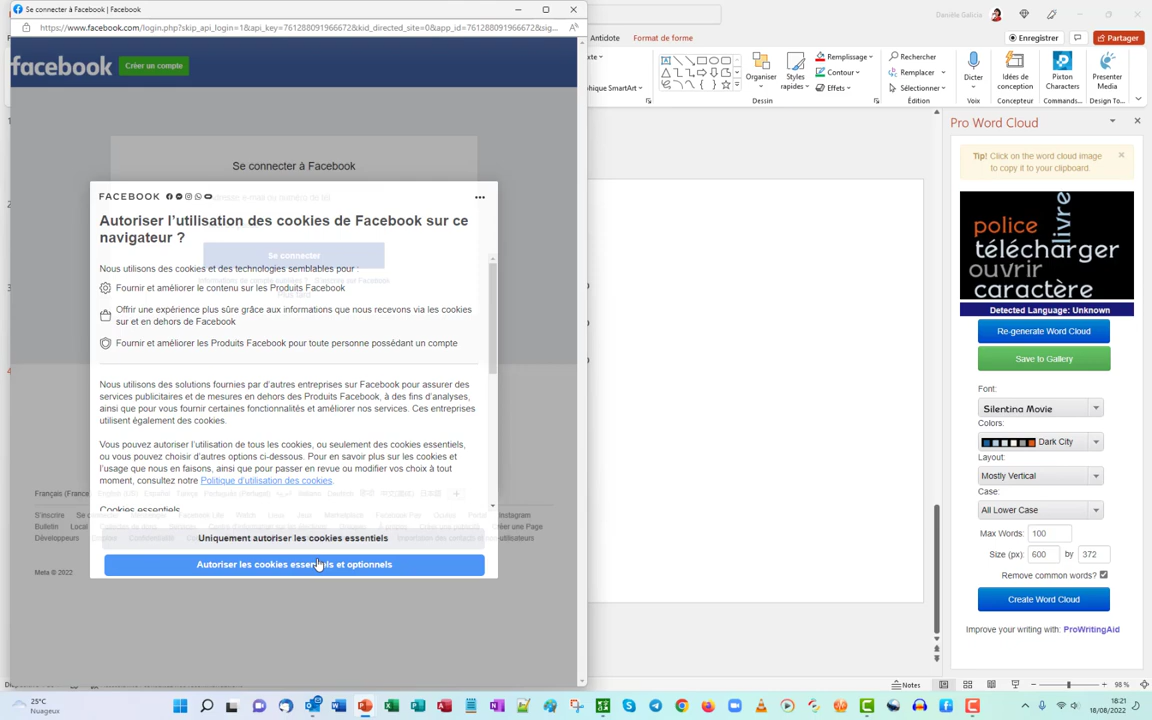 Se connecter à Facebook | Facebook
https://www.facebook.com/login.php?skip_api_login=1&api_key=761288091966672&kid_directed_site=0&app_id=761288091966672&sig...
facebook
Créer un compte
Se connecter à Facebook
FACEBOOK
Autoriser l'utilisation des cookies de Facebook sur ce
navigateur ?
Se connecter
Nous utilisons des cookies et des technologies semblables pour :
Fournir et améliorer le contenu sur les Produits Facebook
Offrir une expérience plus sûre grâce aux informations que nous recevons via les cookies
sur et en dehors de Facebook
Fournir et améliorer les Produits Facebook pour toute personne possédant un compte
Nous utilisons des solutions fournies par d'autres entreprises sur Facebook pour assurer des
services publicitaires et de mesures en dehors des Produits Facebook, à des fins d'analyses,
ainsi que pour vous fournir certaines fonctionnalités et améliorer nos services. Ces entreprises
utilisent également des cookies.
Vous pouvez autoriser l'utilisation de tous les cookies, ou seulement des cookies essentiels,
ou vous pouvez choisir d'autres options ci-dessous. Pour en savoir plus sur les cookies et
l'usage que nous en faisons, ainsi que pour passer en revue ou modifier vos choix à tout
moment, consultez notre Politique d'utilisation des cookies.
Cookies essentiels
Uniquement autoriser les cookies essentiels
Autoriser les cookies essentiels et optionnels
Français (France)
S'inscrire
Instagram
Bulletin Local
Développeurs
Meta © 2022
Danièle Galicia
Antidote Format de forme
Enregistrer
Partager
Organiser
Styles
rapides
Remplissage
Contour
Effets
Rechercher
Remplacer
Sélectionner
Dicter
Idées de
conception
Pixton
Characters
Presenter
Media
Dessin
Édition
Voix
Concepteur
Commands...
Design To...
Pro Word Cloud
Tip! Click on the word cloud image
to copy it to your clipboard.
police
livre
télécharger
ouvrir
caractère
Detected Language: Unknown
Re-generate Word Cloud
Save to Gallery
Font:
Silentina Movie
Colors:
Dark City
Layout:
Mostly Vertical
Case:
All Lower Case
Max Words: 100
Size (px): 600 by 372
Remove common words?
Create Word Cloud
Improve your writing with: ProWritingAid
Notes
98 %
25°C
Nuageux
18:21
18/08/2022